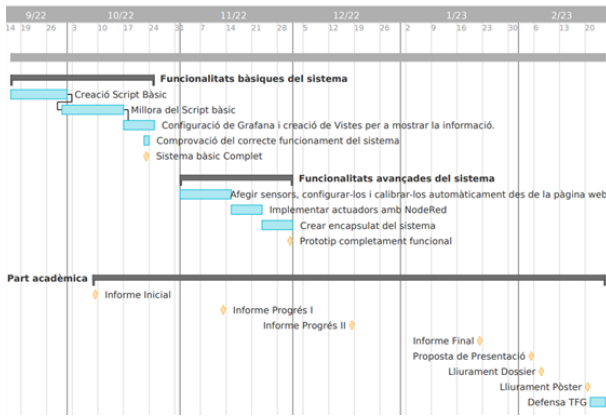 9/22 10/22 11/22 12/22 1/23 2/23
14 19 26 3 10 17 24 31 7 14 21 28 5 12 19 26 2 9 16 23 30 6 13 20
Funcionalitats bàsiques del sistema
Creació Script Bàsic
Millora del Script bàsic
Configuració de Grafana i creació de Vistes per a mostrar la informació.
Comprovació del correcte funcionament del sistema
Sistema bàsic Complet
Funcionalitats avançades del sistema
Afegir sensors, configurar-los i calibrar-los automàticament des de la pàgina web
Implementar actuadors amb NodeRed
Crear encapsulat del sistema
Prototip completament funcional
Part acadèmica
Informe Inicial
Informe Progrés I
Informe Progrés II
Informe Final
Proposta de Presentació
Lliurament Dossier
Lliurament Pòster
Defensa TFG